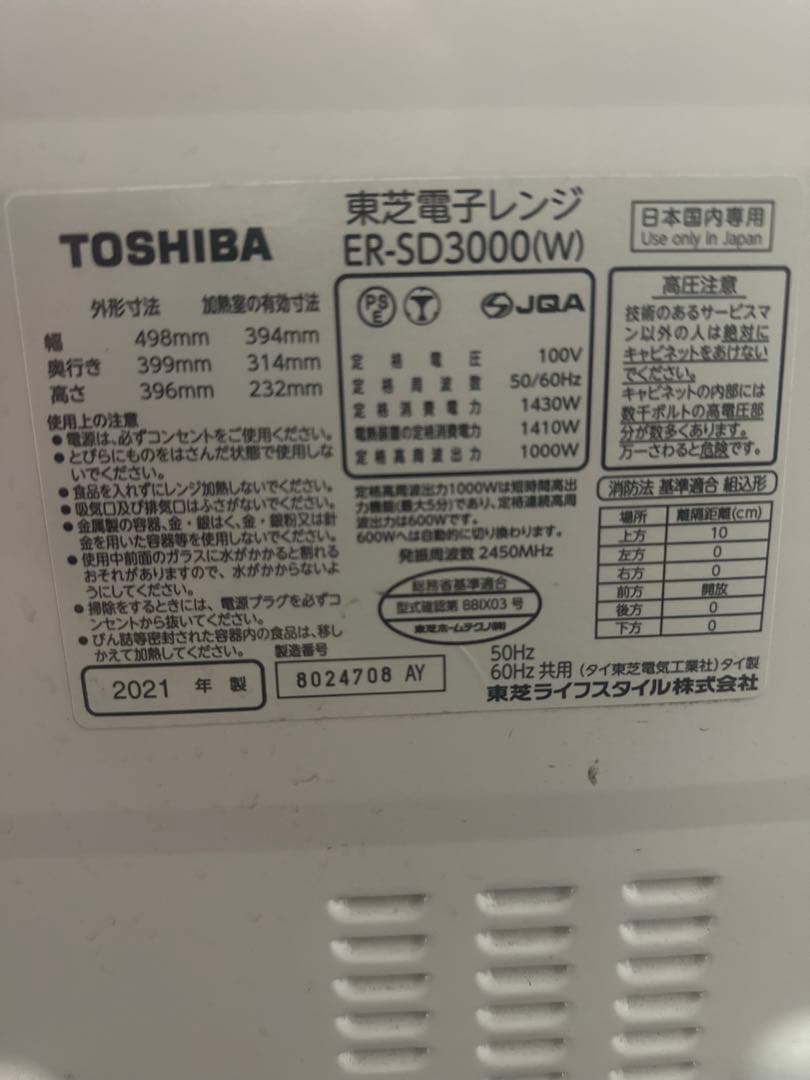 TOSHIBA
東芝電子レンジ
ER-SD3000(W)
日本国内専用
Use only in Japan
外形寸法 加熱室の有効寸法
幅 498mm 394mm
奥行き 399mm 314mm
高さ 396mm 232mm
使用上の注意
●電源は、必ずコンセントをご使用ください。
●とびらにものをはさんだ状態で使用しな
いでください。
●食品を入れずにレンジ加熱しないでください。
●吸気口及び排気口はふさがないでください。
●金属製の容器、金・銀はく、金・銀粉又は針
金を用いた容器等を使用しないでください。
●使用中前面のガラスに水がかかると割れる
おそれがありますので、水がかからないよ
うにしてください。
●掃除をするときには、電源プラグを必ずコ
ンセントから抜いてください。
●びん詰等密封された容器内の食品は、移し
かえて加熱してください。
2021 年 製
製造番号
8024708 AY
PS
E
JQA
定格電圧 100V
定格周波数 50/60Hz
定格消費電力 1430W
電熱装置の定格消費電力 1410W
定格高周波出力 1000W
定格高周波出力1000Wは短時間高出
力機能(最大5分)であり、定格連続高周
波出力は600Wです。
600Wへは自動的に切り換わります。
発振周波数 2450MHz
総務省基準適合
型式確認第 BBIX03 号
東芝ホームテクノ㈱
高圧注意
技術のあるサービスマ
ン以外の人は絶対に
キャビネットをあけない
でください。
キャビネットの内部には
数千ボルトの高電圧部
分が数多くあります。
万一さわると危険です。
消防法 基準適合 組込形
場所 離隔距離(cm)
上方 10
左方 0
右方 0
前方 開放
後方 0
下方 0
50Hz
60Hz 共用 (タイ東芝電気工業社)タイ製
東芝ライフスタイル株式会社